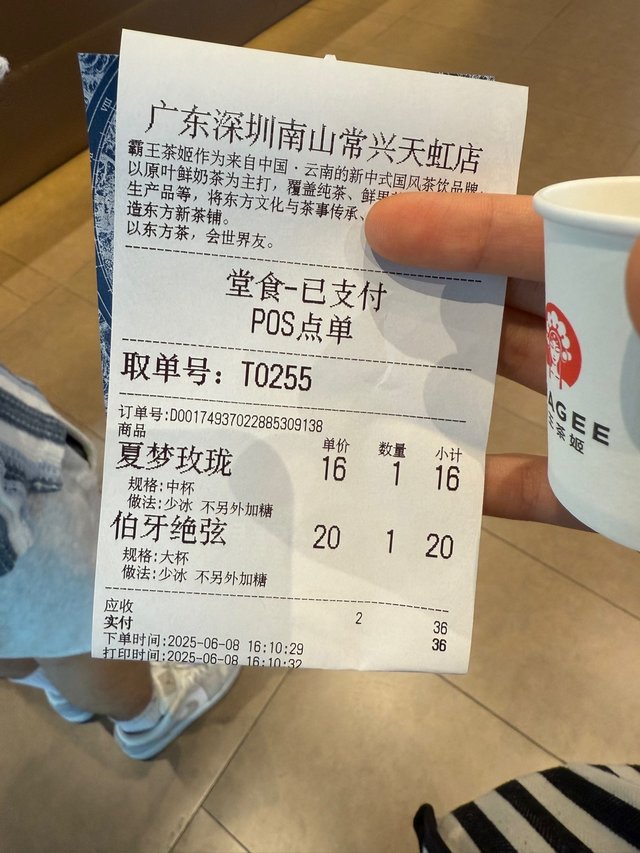 广东深圳南山常兴天虹店
霸王茶姬作为来自中国·云南的新中式国风茶饮品牌,
以原叶鲜奶茶为主打，覆盖纯茶、鲜果
生产品等，将东方文化与茶事传承、
造东方新茶铺。
以东方茶，会世界友。
堂食-已支付
POS点单
取单号：T0255
订单号:D00174937022885309138
商品 单价 数量 小计
夏梦玫珑 16 1 16
规格:中杯
做法:少冰 不另外加糖
伯牙绝弦 20 1 20
规格:大杯
做法:少冰 不另外加糖
应收 2 36
实付 36
下单时间:2025-06-08 16:10:29
打印时间:2025-06-08 16:10:32
AGEE
茶姬